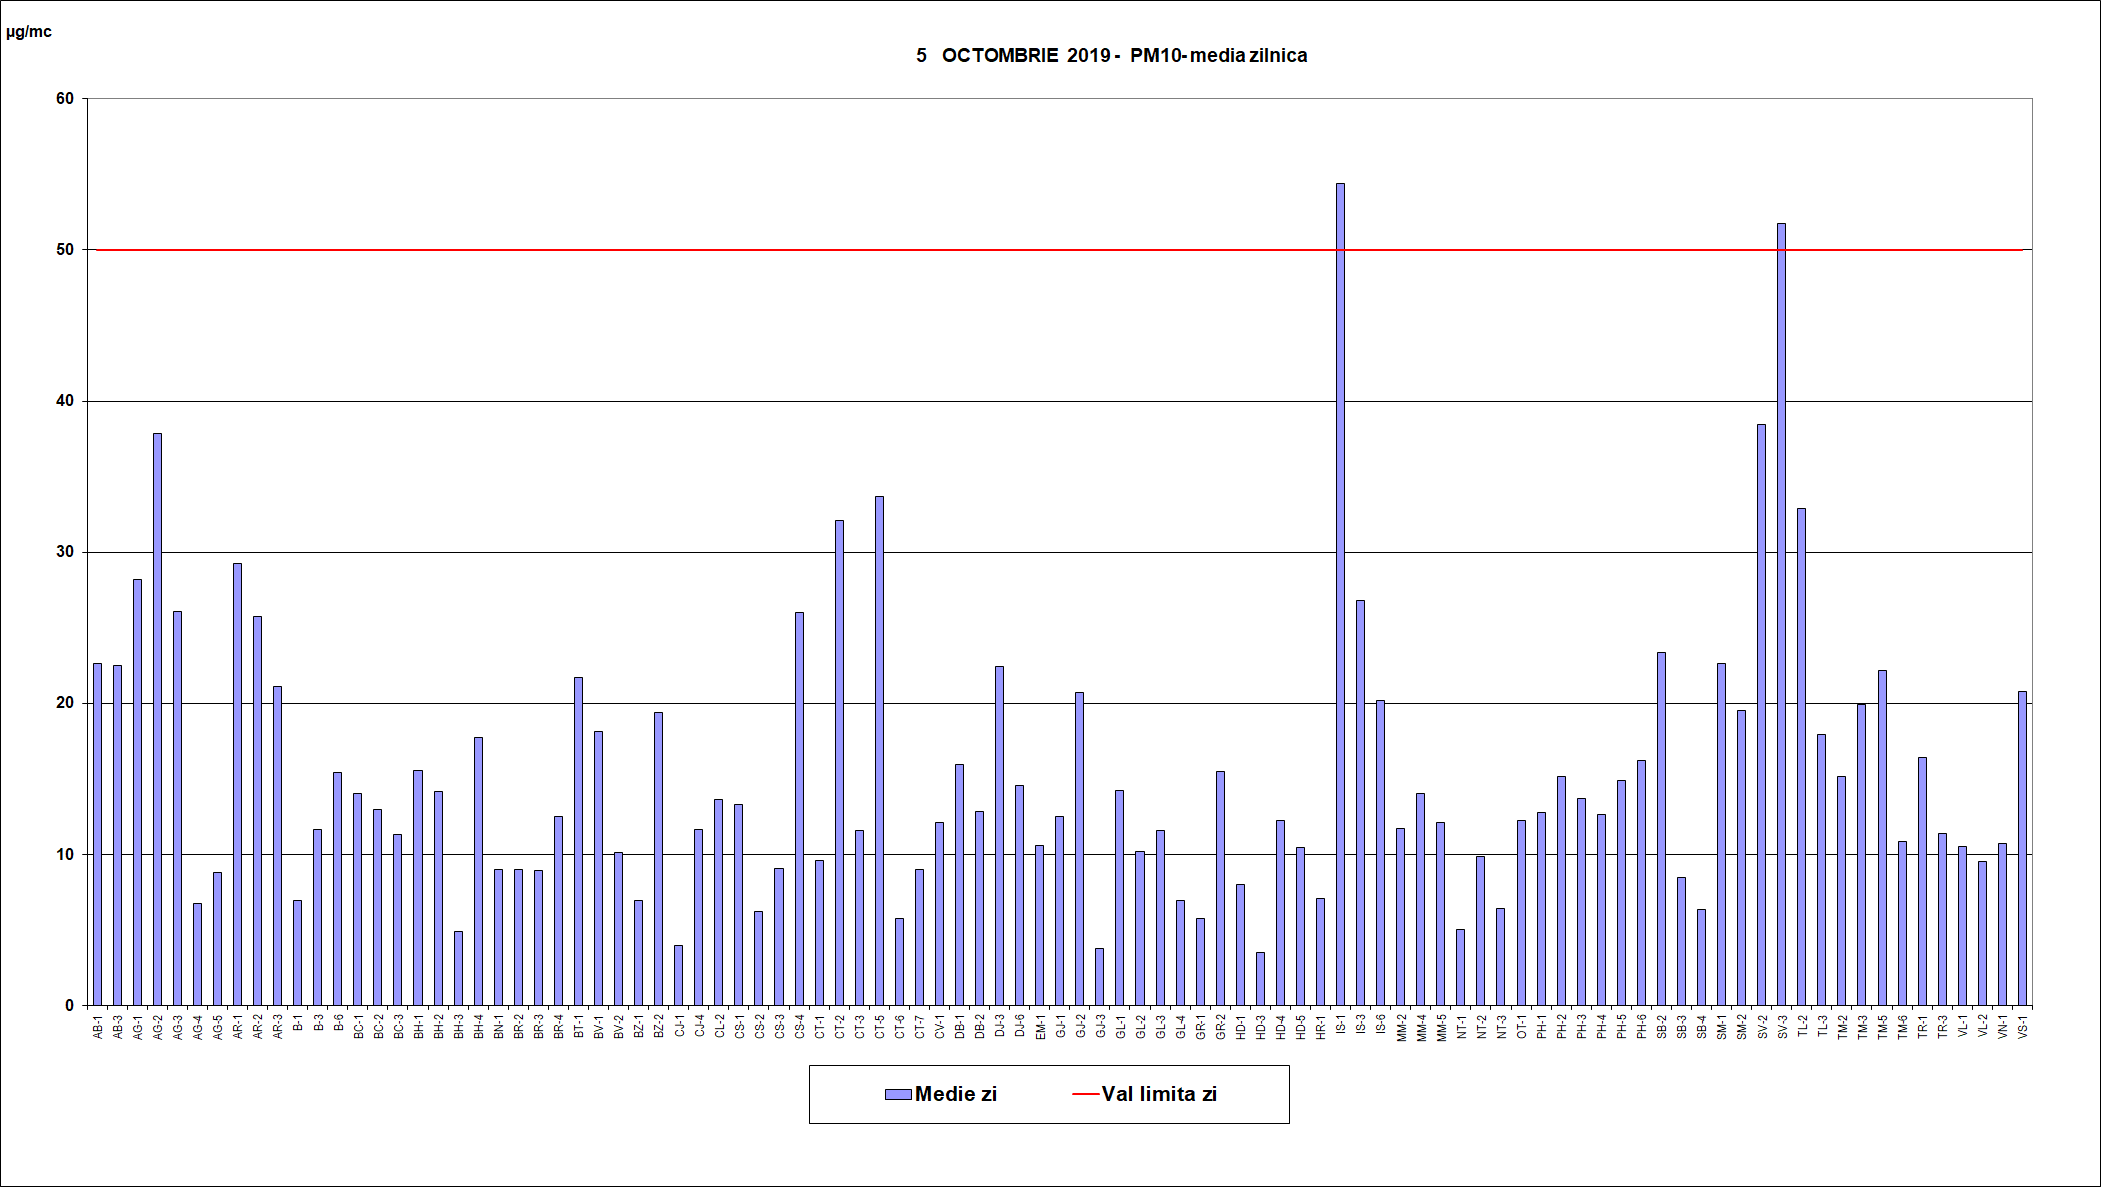 µg/mc
5 OCTOMBRIE 2019 - PM10- media zilnica
60
50
40
30
20
10
0
AB-1 AB-3 AG-1 AG-2 AG-3 AG-4 AG-5 AR-1 AR-2 AR-3 B-1 B-3 B-6 BC-1 BC-2 BC-3 BH-1 BH-2 BH-3 BH-4 BN-1 BR-2 BR-3 BR-4 BT-1 BV-1 BV-2 BZ-1 BZ-2 CJ-1 CJ-4 CL-2 CS-1 CS-2 CS-3 CS-4 CT-1 CT-2 CT-3 CT-5 CT-6 CT-7 CV-1 DB-1 DB-2 DJ-3 DJ-6 EM-1 GJ-1 GJ-2 GJ-3 GL-1 GL-2 GL-3 GL-4 GR-1 GR-2 HD-1 HD-3 HD-4 HD-5 HR-1 IS-1 IS-3 IS-6 MM-2 MM-4 MM-5 NT-1 NT-2 NT-3 OT-1 PH-1 PH-2 PH-3 PH-4 PH-5 PH-6 SB-2 SB-3 SB-4 SM-1 SM-2 SV-2 SV-3 TL-2 TL-3 TM-2 TM-3 TM-5 TM-6 TR-1 TR-3 VL-1 VL-2 VN-1 VS-1
Medie zi Val limita zi